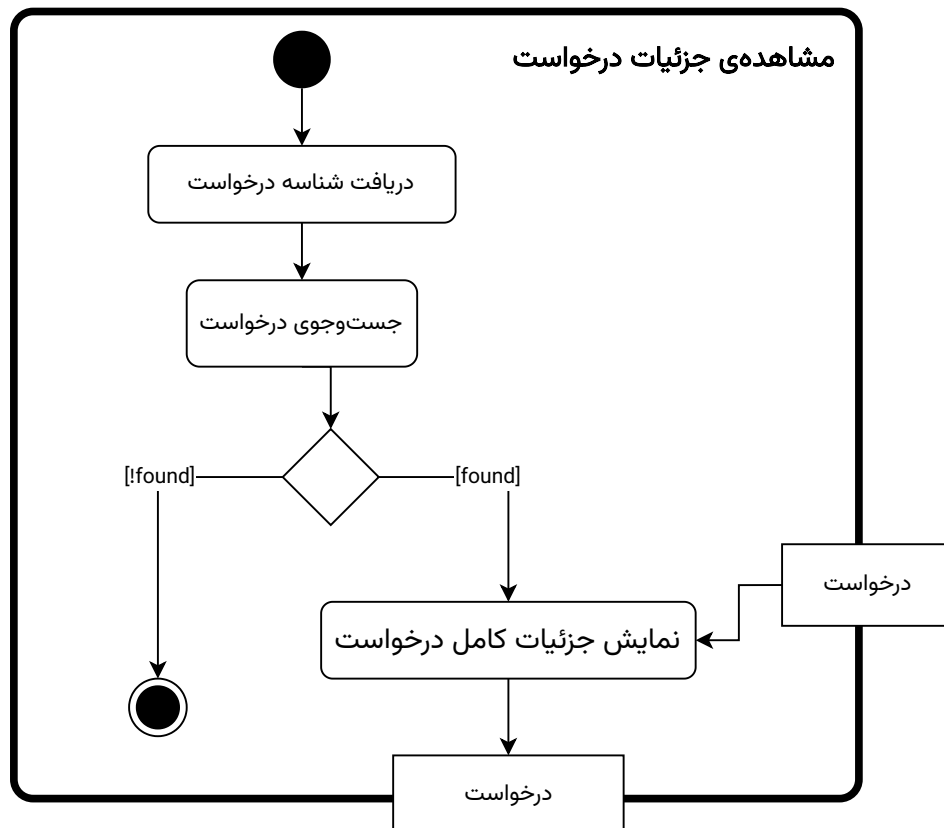 مشاهده‌ی جزئیات درخواست
دریافت شناسه درخواست
جست‌وجوی درخواست
[!found]
[found]
درخواست
نمایش جزئیات کامل درخواست
درخواست